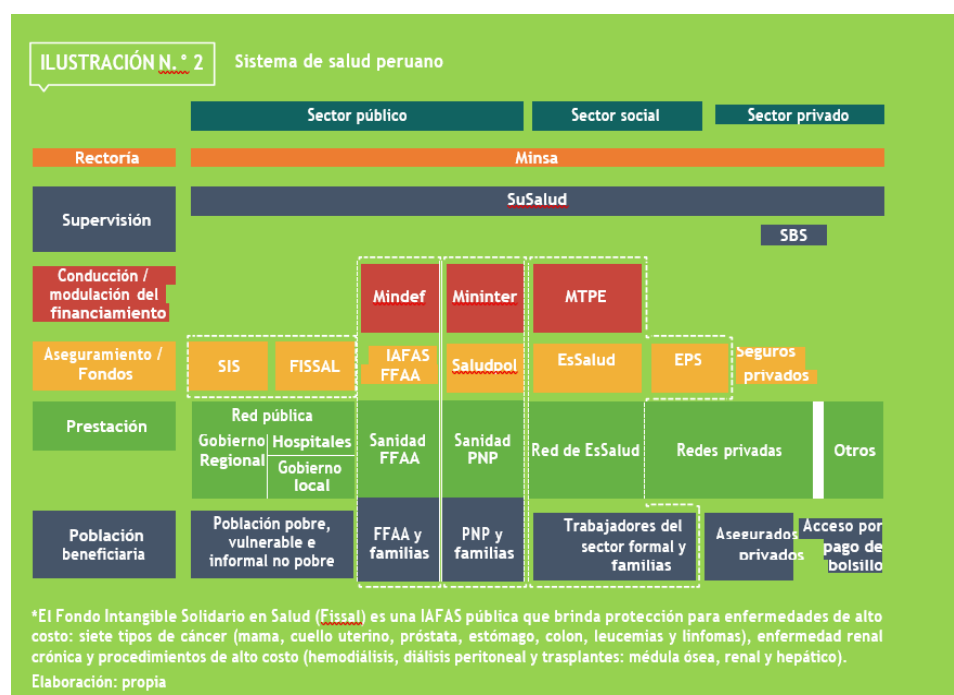 ILUSTRACIÓN N.° 2
Sistema de salud peruano
Sector público
Sector social
Sector privado
Rectoría
Minsa
Supervisión
SuSalud
SBS
Conducción /
modulación del
financiamiento
Mindef
Mininter
MTPE
Aseguramiento /
Fondos
SIS
FISSAL
IAFAS
FFAA
Saludpol
EsSalud
EPS
Seguros
privados
Prestación
Red pública
Gobierno
Regional
Hospitales
Gobierno
local
Sanidad
FFAA
Sanidad
PNP
Red de EsSalud
Redes privadas
Otros
Población
beneficiaria
Población pobre,
vulnerable e
informal no pobre
FFAA y
familias
PNP y
familias
Trabajadores del
sector formal y
familias
Asegurados
privados
Acceso por
pago de
bolsillo
*El Fondo Intangible Solidario en Salud (Fissal) es una IAFAS pública que brinda protección para enfermedades de alto
costo: siete tipos de cáncer (mama, cuello uterino, próstata, estómago, colon, leucemias y linfomas), enfermedad renal
crónica y procedimientos de alto costo (hemodiálisis, diálisis peritoneal y trasplantes: médula ósea, renal y hepático).
Elaboración: propia